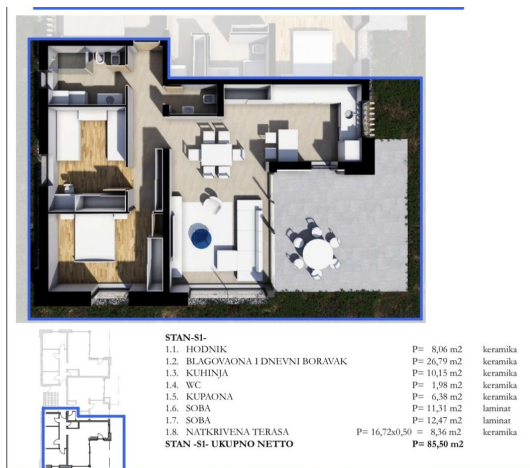 STAN-S1-
1.1. HODNIK P= 8,06 m2 keramika
1.2. BLAGOVAONA I DNEVNI BORAVAK P= 26,79 m2 keramika
1.3. KUHINJA P= 10,15 m2 keramika
1.4. WC P= 1,98 m2 keramika
1.5. KUPAONA P= 6,38 m2 keramika
1.6. SOBA P= 11,31 m2 laminat
1.7. SOBA P= 12,47 m2 laminat
1.8. NATKRIVENA TERASA P= 16,72x0,50 = 8,36 m2 keramika
STAN -S1- UKUPNO NETTO P= 85,50 m2